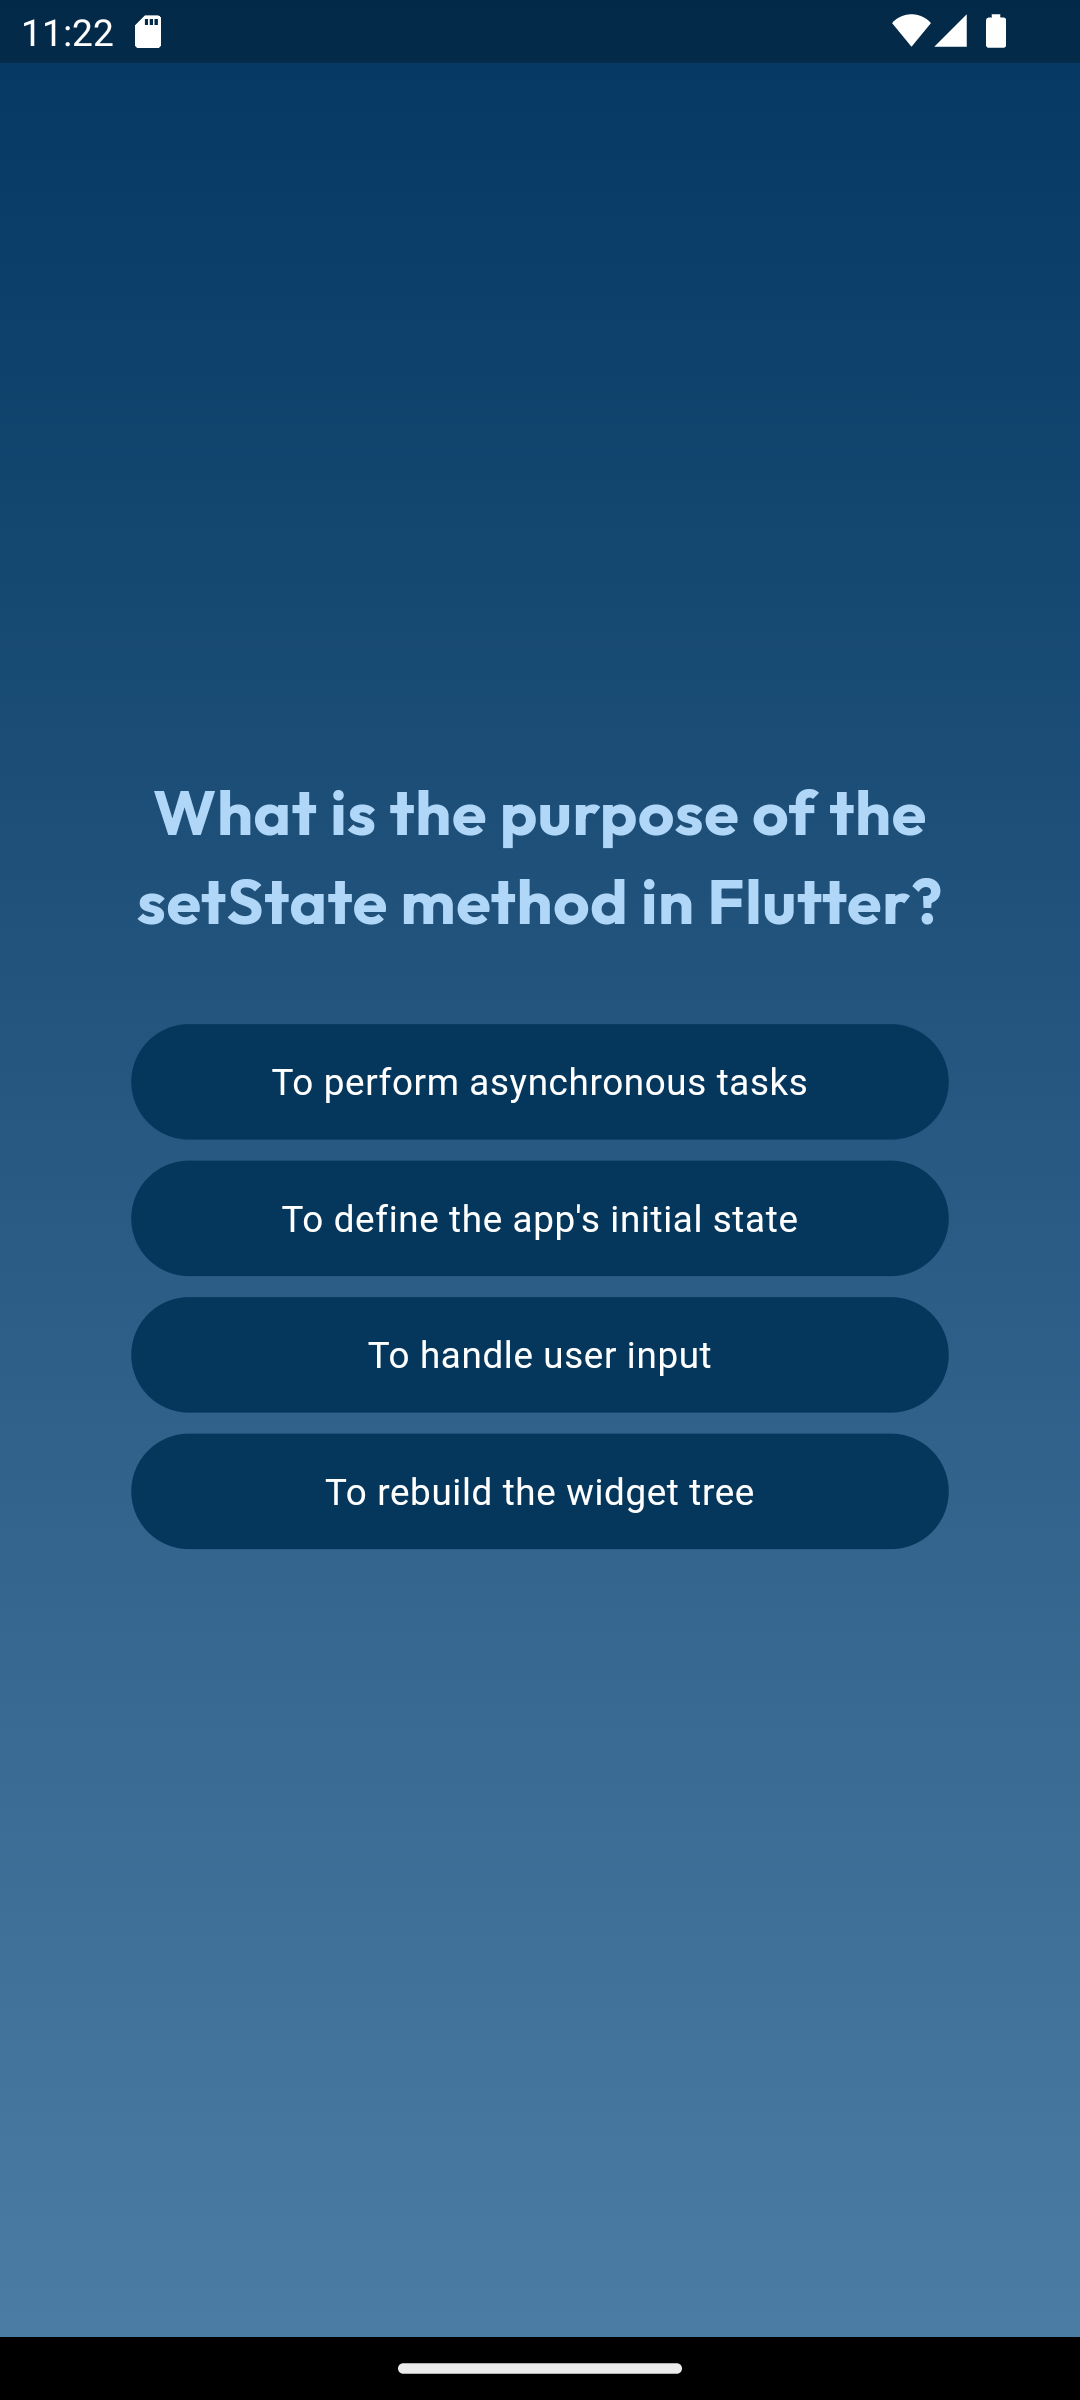 11:22
What is the purpose of the
setState method in Flutter?
To perform asynchronous tasks
To define the app's initial state
To handle user input
To rebuild the widget tree